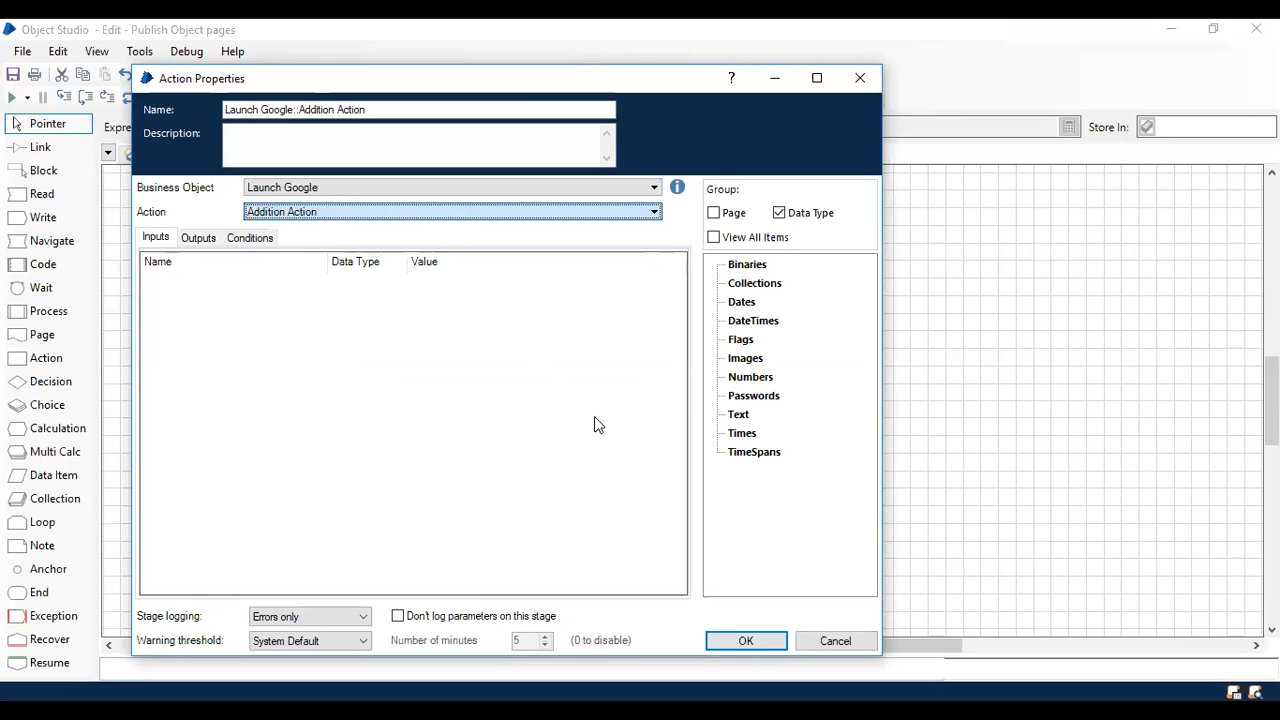 Object Studio - Edit - Publish Object pages
File Edit View Tools Debug Help
Action Properties
?
Name: Launch Google::Addition Action
Description:
Pointer
Link
Block
Read
Write
Navigate
Code
Wait
Process
Page
Action
Decision
Choice
Calculation
Multi Calc
Data Item
Collection
Loop
Note
Anchor
End
Exception
Recover
Resume
Expre
Store In:
Business Object Launch Google
Action Addition Action
Inputs Outputs Conditions
Name Data Type Value
Group:
Page Data Type
View All Items
Binaries
Collections
Dates
DateTimes
Flags
Images
Numbers
Passwords
Text
Times
TimeSpans
Stage logging: Errors only Don't log parameters on this stage
Warning threshold: System Default Number of minutes 5 (0 to disable)
OK Cancel